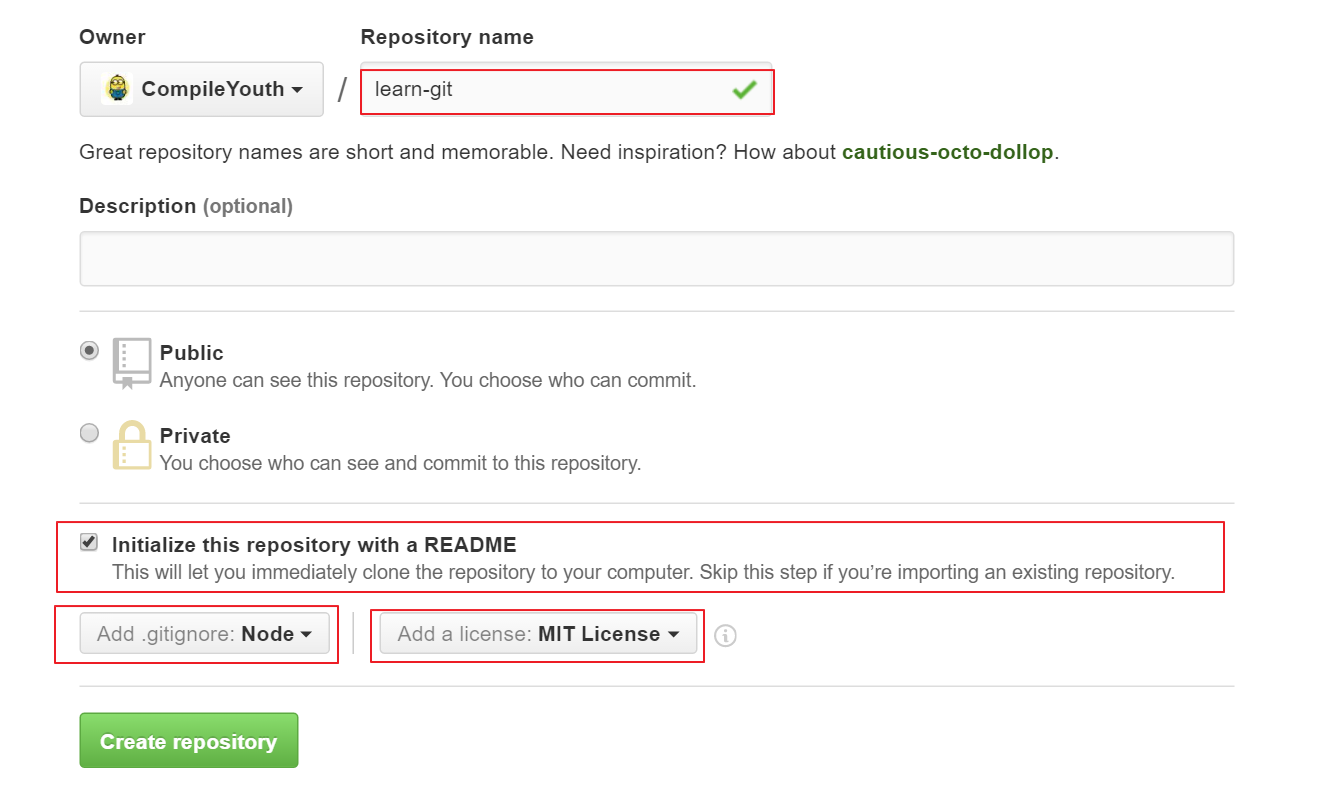 Owner Repository name
CompileYouth / learn-git
Great repository names are short and memorable. Need inspiration? How about cautious-octo-dollop.
Description (optional)
Public
Anyone can see this repository. You choose who can commit.
Private
You choose who can see and commit to this repository.
Initialize this repository with a README
This will let you immediately clone the repository to your computer. Skip this step if you’re importing an existing repository.
Add .gitignore: Node Add a license: MIT License
Create repository